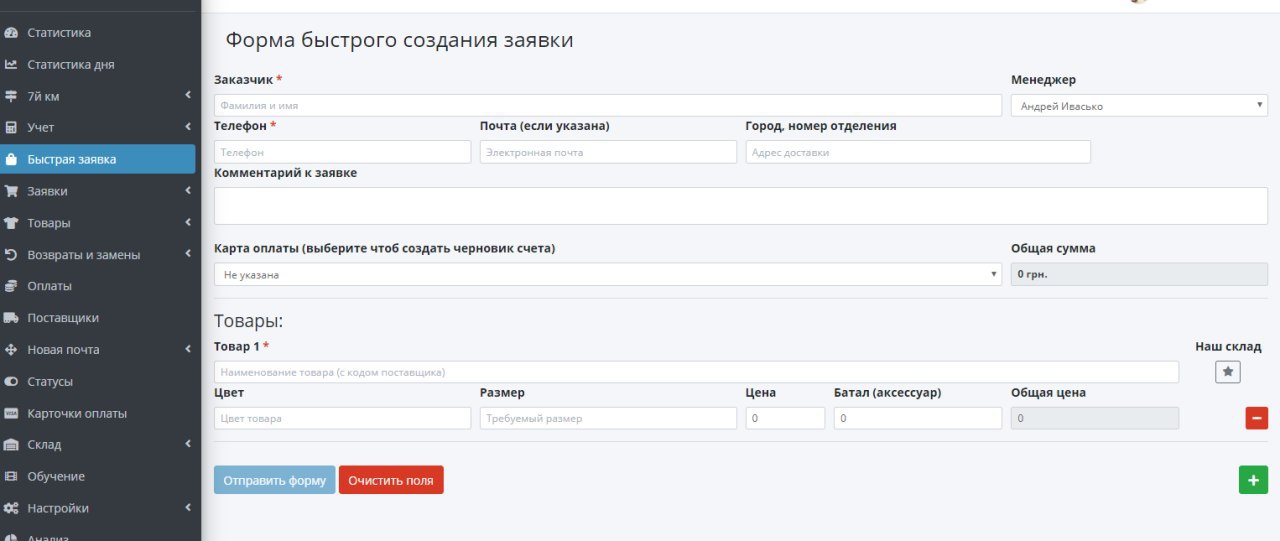 Статистика
Статистика дня
7й км
Учет
Быстрая заявка
Заявки
Товары
Возвраты и замены
Оплаты
Поставщики
Новая почта
Статусы
VISA Карточки оплаты
Склад
Обучение
Настройки
Анализ
Форма быстрого создания заявки
Заказчик * Менеджер
Фамилия и имя Андрей Ивасько
Телефон * Почта (если указана) Город, номер отделения
Телефон Электронная почта Адрес доставки
Комментарий к заявке
Карта оплаты (выберите чтоб создать черновик счета) Общая сумма
Не указана 0 грн.
Товары:
Товар 1 * Наш склад
Наименование товара (с кодом поставщика)
Цвет Размер Цена Батал (аксессуар) Общая цена
Цвет товара Требуемый размер 0 0 0
Отправить форму Очистить поля